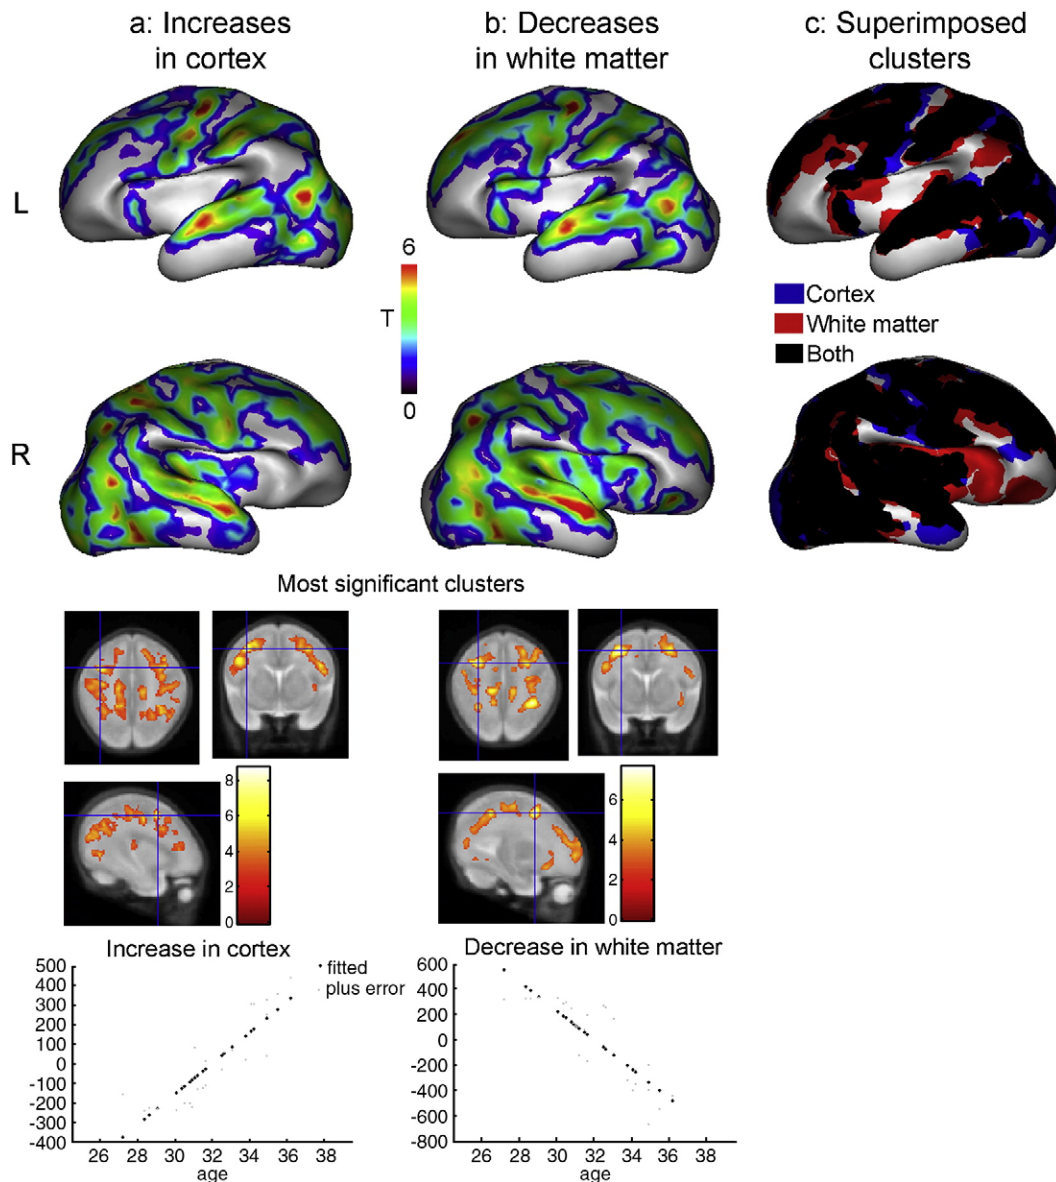 a: Increases
in cortex
b: Decreases
in white matter
c: Superimposed
clusters
L
6
T
0
Cortex
White matter
Both
R
Most significant clusters
8
6
4
2
0
6
4
2
0
Increase in cortex
500
400
300
200
100
0
-100
-200
-300
-400
26 28 30 32 34 36 38
age
fitted
plus error
Decrease in white matter
600
400
200
0
-200
-400
-600
-800
26 28 30 32 34 36 38
age